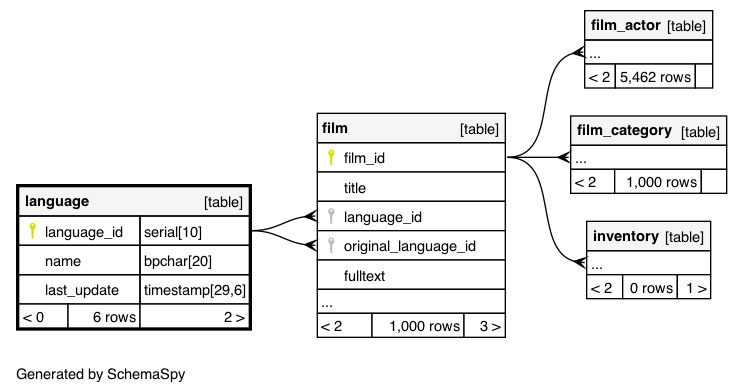 language [table]
language_id serial[10]
name bpchar[20]
last_update timestamp[29,6]
< 0 6 rows 2 >
film [table]
film_id
title
language_id
original_language_id
fulltext
...
< 2 1,000 rows 3 >
film_actor [table]
...
< 2 5,462 rows
film_category [table]
...
< 2 1,000 rows
inventory [table]
...
< 2 0 rows 1 >
Generated by SchemaSpy